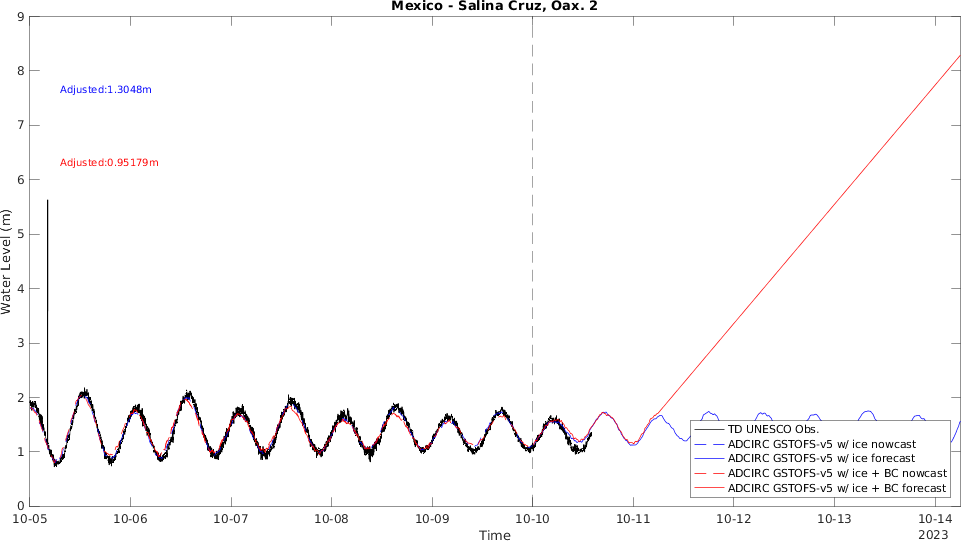 Mexico - Salina Cruz, Oax. 2
9
8
7
6
5
4
3
2
1
0
Water Level (m)
Adjusted:1.3048m
Adjusted:0.95179m
TD UNESCO Obs.
ADCIRC GSTOFS-v5 w/ ice nowcast
ADCIRC GSTOFS-v5 w/ ice forecast
ADCIRC GSTOFS-v5 w/ ice + BC nowcast
ADCIRC GSTOFS-v5 w/ ice + BC forecast
10-05 10-06 10-07 10-08 10-09 10-10 10-11 10-12 10-13 10-14
2023
Time